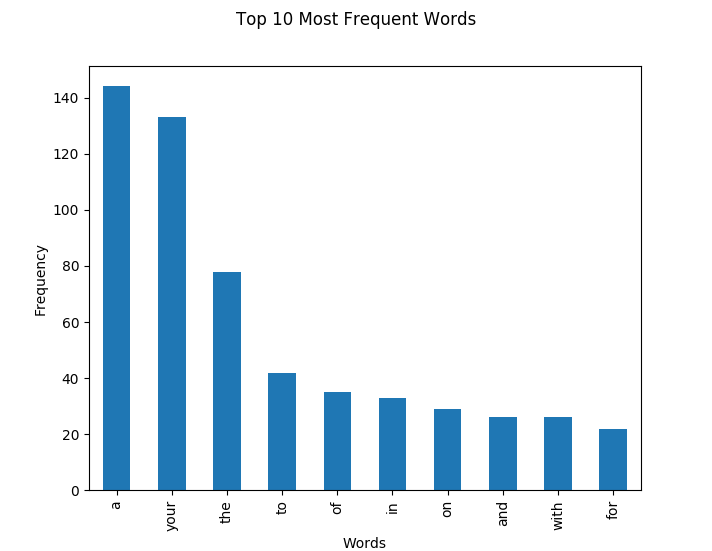 Top 10 Most Frequent Words
140
120
100
80
60
40
20
0
Frequency
a
your
the
to
of
in
on
and
with
for
Words